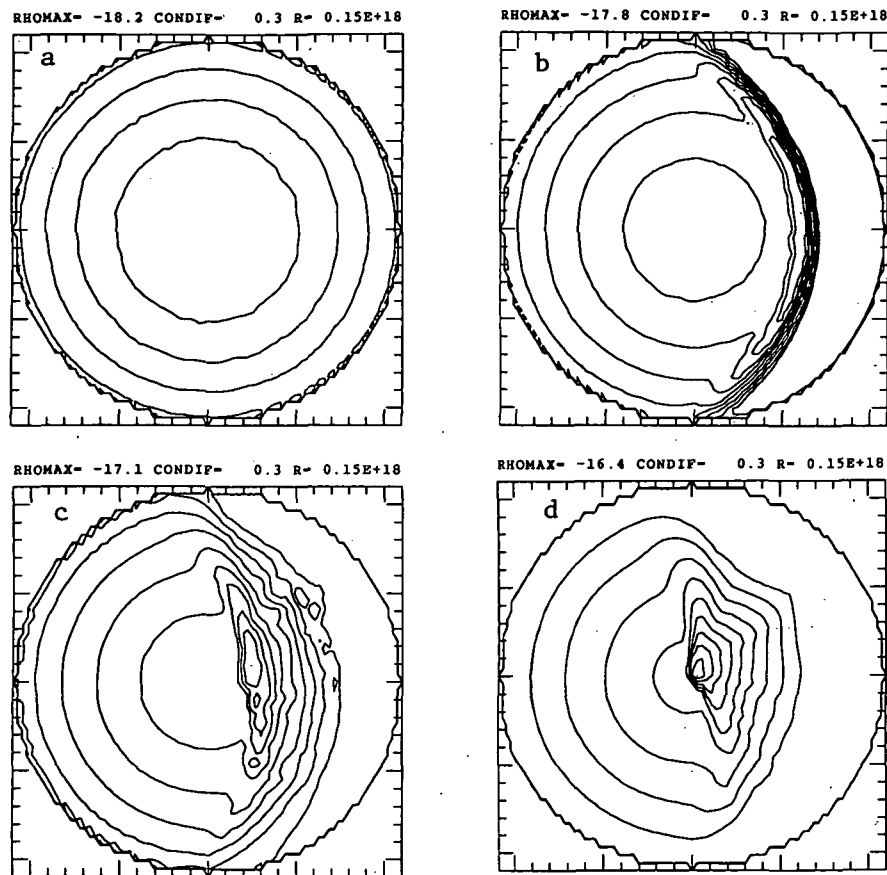 RHOMAX= -18.2 CONDIF= 0.3 R= 0.15E+18
a
RHOMAX= -17.8 CONDIF= 0.3 R= 0.15E+18
b
RHOMAX= -17.1 CONDIF= 0.3 R= 0.15E+18
c
RHOMAX= -16.4 CONDIF= 0.3 R= 0.15E+18
d